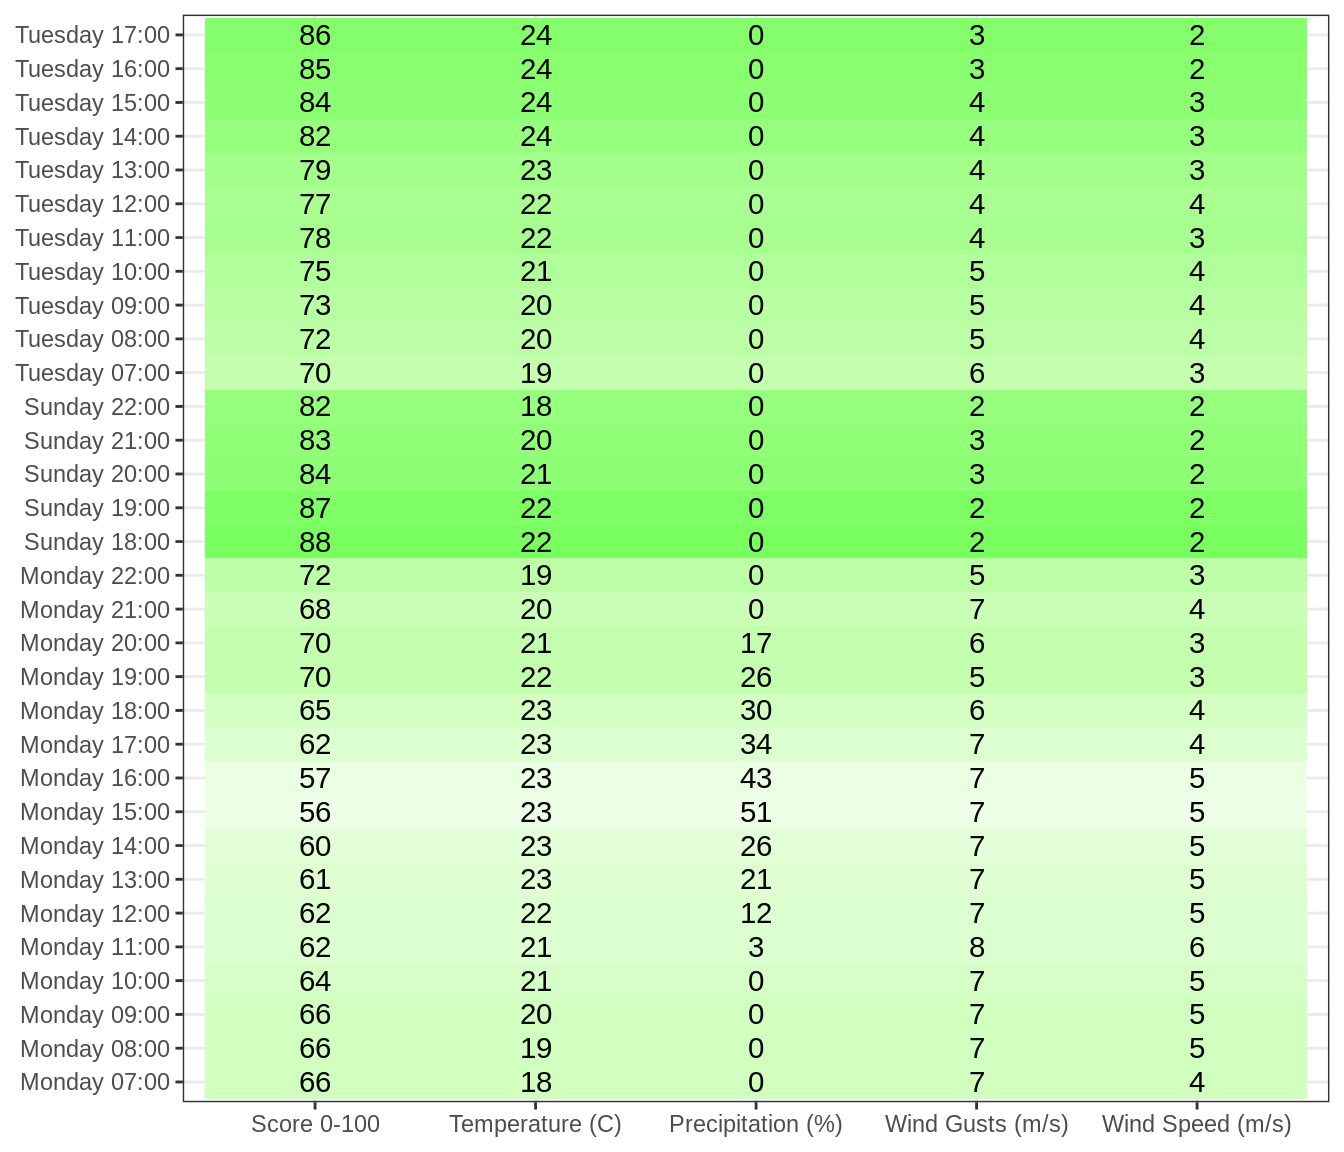 Tuesday 17:00 86 24 0 3 2
Tuesday 16:00 85 24 0 3 2
Tuesday 15:00 84 24 0 4 3
Tuesday 14:00 82 24 0 4 3
Tuesday 13:00 79 23 0 4 3
Tuesday 12:00 77 22 0 4 4
Tuesday 11:00 78 22 0 4 3
Tuesday 10:00 75 21 0 5 4
Tuesday 09:00 73 20 0 5 4
Tuesday 08:00 72 20 0 5 4
Tuesday 07:00 70 19 0 6 3
Sunday 22:00 82 18 0 2 2
Sunday 21:00 83 20 0 3 2
Sunday 20:00 84 21 0 3 2
Sunday 19:00 87 22 0 2 2
Sunday 18:00 88 22 0 2 2
Monday 22:00 72 19 0 5 3
Monday 21:00 68 20 0 7 4
Monday 20:00 70 21 17 6 3
Monday 19:00 70 22 26 5 3
Monday 18:00 65 23 30 6 4
Monday 17:00 62 23 34 7 4
Monday 16:00 57 23 43 7 5
Monday 15:00 56 23 51 7 5
Monday 14:00 60 23 26 7 5
Monday 13:00 61 23 21 7 5
Monday 12:00 62 22 12 7 5
Monday 11:00 62 21 3 8 6
Monday 10:00 64 21 0 7 5
Monday 09:00 66 20 0 7 5
Monday 08:00 66 19 0 7 5
Monday 07:00 66 18 0 7 4
Score 0-100 Temperature (C) Precipitation (%) Wind Gusts (m/s) Wind Speed (m/s)